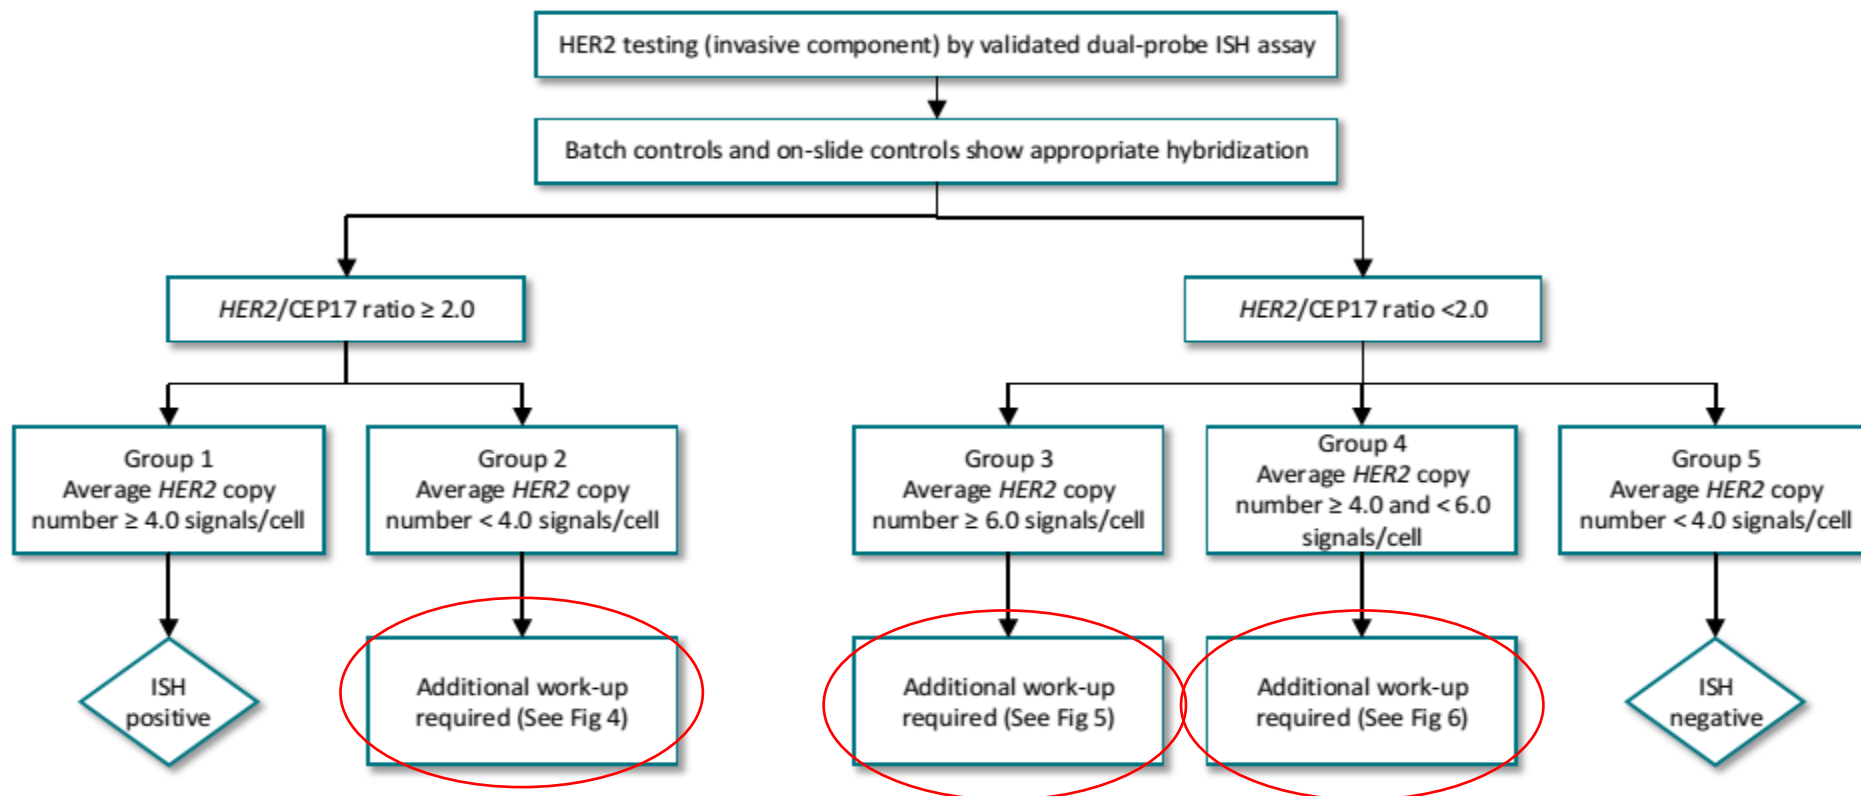 HER2 testing (invasive component) by validated dual-probe ISH assay
Batch controls and on-slide controls show appropriate hybridization
HER2/CEP17 ratio ≥ 2.0
HER2/CEP17 ratio <2.0
Group 1
Average HER2 copy
number ≥ 4.0 signals/cell
Group 2
Average HER2 copy
number < 4.0 signals/cell
Group 3
Average HER2 copy
number ≥ 6.0 signals/cell
Group 4
Average HER2 copy
number ≥ 4.0 and < 6.0
signals/cell
Group 5
Average HER2 copy
number < 4.0 signals/cell
ISH
positive
Additional work-up
required (See Fig 4)
Additional work-up
required (See Fig 5)
Additional work-up
required (See Fig 6)
ISH
negative